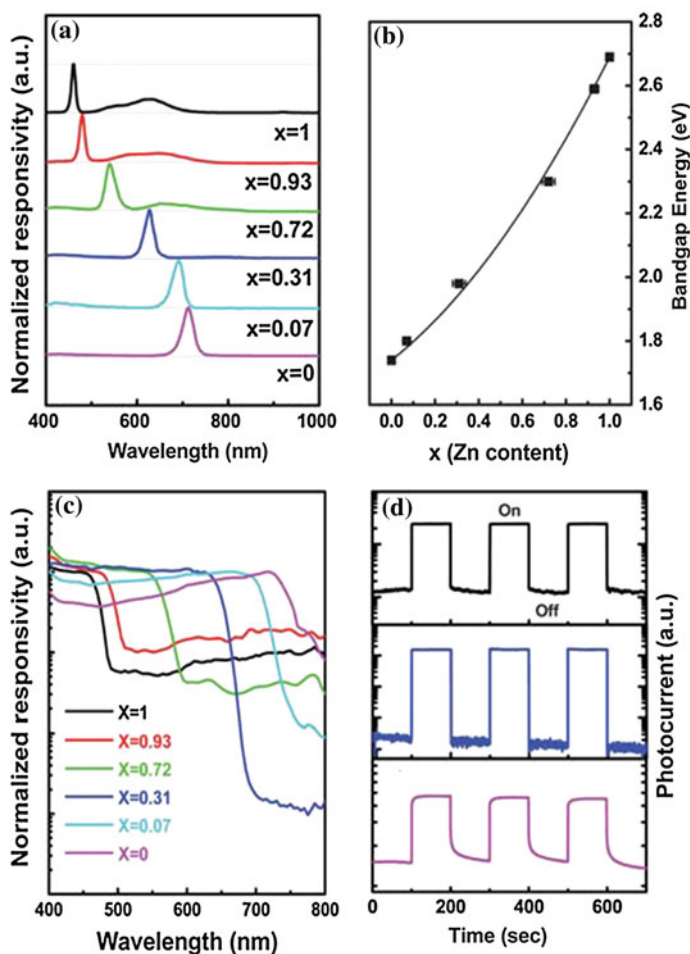 (a)
Normalized responsivity (a.u.)
x=1
x=0.93
x=0.72
x=0.31
x=0.07
x=0
400 600 800 1000
Wavelength (nm)
(b)
2.8
2.6
2.4
2.2
2.0
1.8
1.6
Bandgap Energy (eV)
0.0 0.2 0.4 0.6 0.8 1.0
x (Zn content)
(c)
Normalized responsivity (a.u.)
X=1
X=0.93
X=0.72
X=0.31
X=0.07
X=0
400 500 600 700 800
Wavelength (nm)
(d)
On
Off
Photocurrent (a.u.)
0 200 400 600
Time (sec)